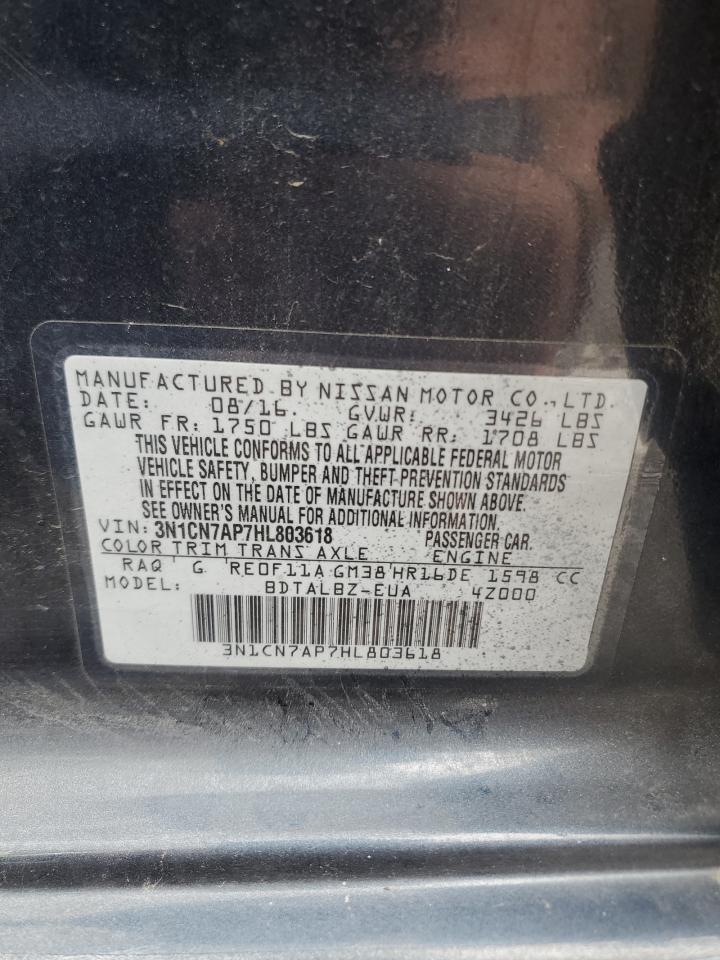 MANUFACTURED BY NISSAN MOTOR CO., LTD.
DATE: 08/16. GVWR: 3426 LBS
GAWR FR: 1750 LBS GAWR RR: 1708 LBS
THIS VEHICLE CONFORMS TO ALL APPLICABLE FEDERAL MOTOR
VEHICLE SAFETY, BUMPER AND THEFT-PREVENTION STANDARDS
IN EFFECT ON THE DATE OF MANUFACTURE SHOWN ABOVE.
SEE OWNER'S MANUAL FOR ADDITIONAL INFORMATION.
VIN: 3N1CN7AP7HL803618 PASSENGER CAR.
COLOR TRIM TRANS AXLE ENGINE
RAQ G RE0F11A GM38 HR16DE 1598 CC
MODEL: BDTALBZ-EUA 4Z000
3N1CN7AP7HL803618